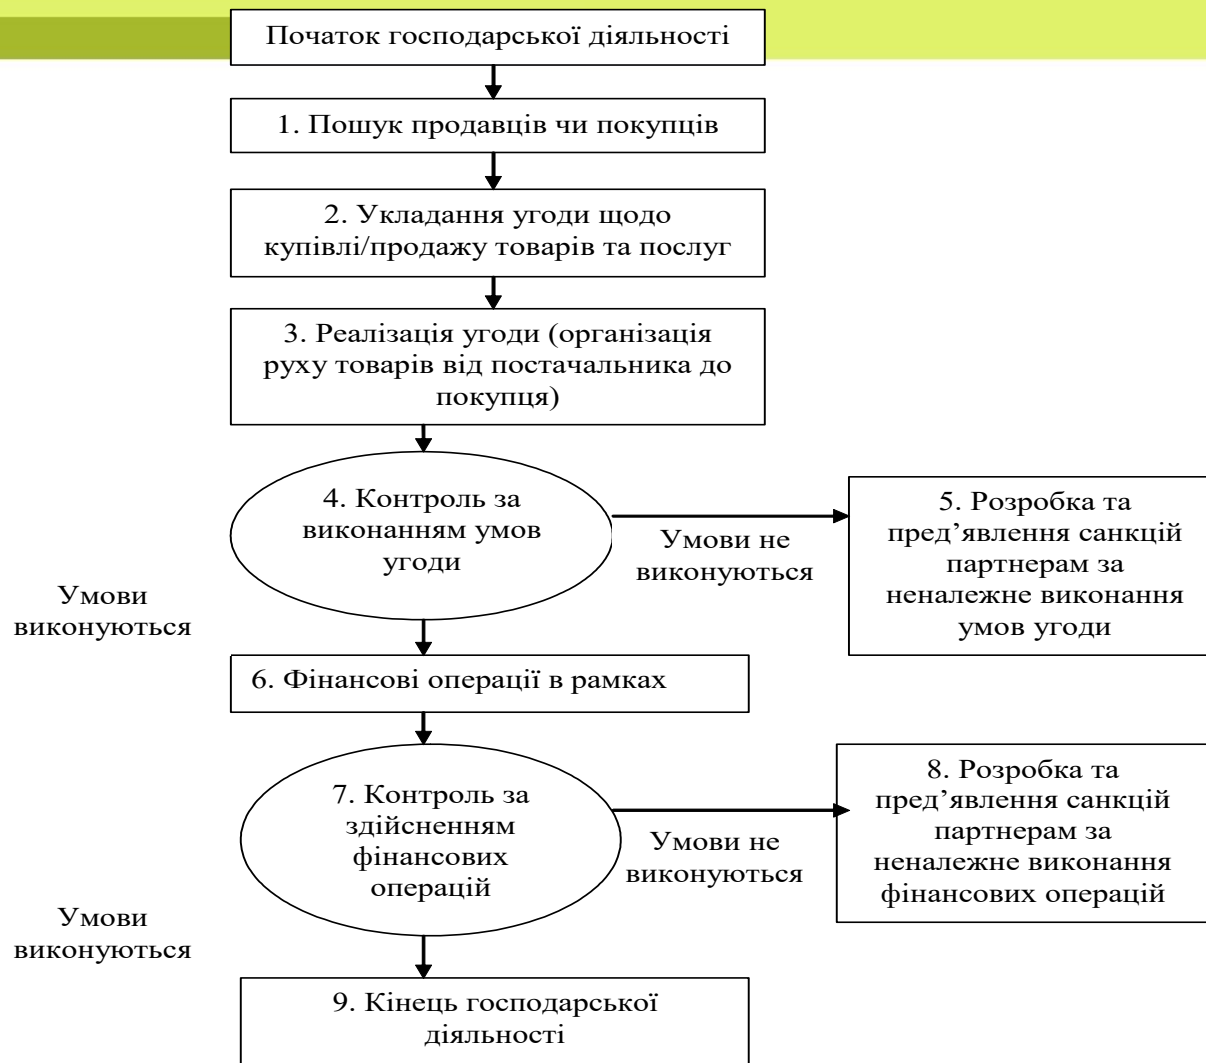 Початок господарської діяльності
1. Пошук продавців чи покупців
2. Укладання угоди щодо
купівлі/продажу товарів та послуг
3. Реалізація угоди (організація
руху товарів від постачальника до
покупця)
4. Контроль за
виконанням умов
угоди
Умови не
виконуються
5. Розробка та
пред’явлення санкцій
партнерам за
неналежне виконання
умов угоди
Умови
виконуються
6. Фінансові операції в рамках
7. Контроль за
здійсненням
фінансових
операцій
Умови не
виконуються
8. Розробка та
пред’явлення санкцій
партнерам за
неналежне виконання
фінансових операцій
Умови
виконуються
9. Кінець господарської
діяльності